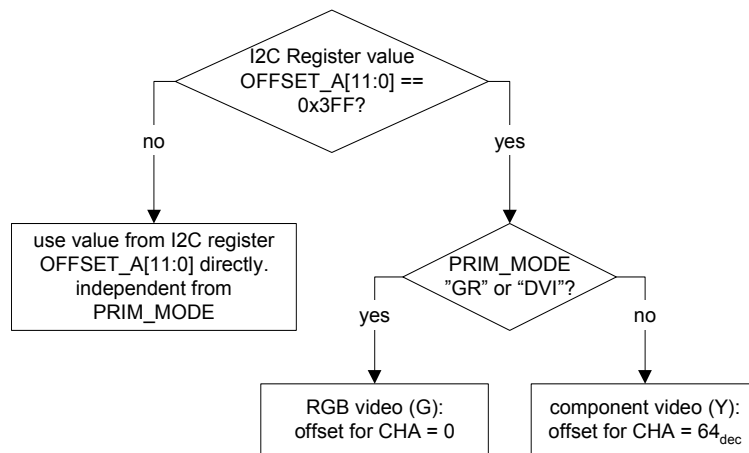 I2C Register value
OFFSET_A[11:0] ==
0x3FF?
no
yes
use value from I2C register
OFFSET_A[11:0] directly.
independent from
PRIM_MODE
PRIM_MODE
”GR” or “DVI”?
yes
no
RGB video (G):
offset for CHA = 0
component video (Y):
offset for CHA = 64dec